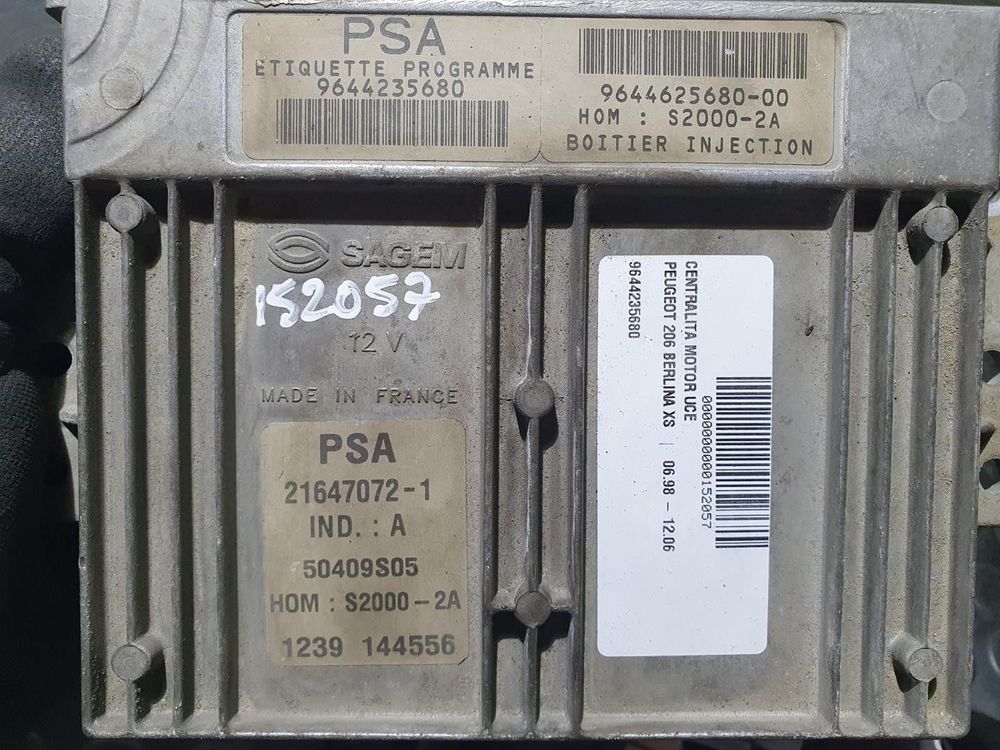 PSA
ETIQUETTE PROGRAMME
9644235680
9644625680-00
HOM : S2000-2A
BOITIER INJECTION
SAGEM
152057
12 V
MADE IN FRANCE
PSA
21647072-1
IND. : A
50409S05
HOM : S2000-2A
1239 144556
0000000000152057
CENTRALITA MOTOR UCE
PEUGEOT 206 BERLINA XS | 06.98 - 12.06
9644235680